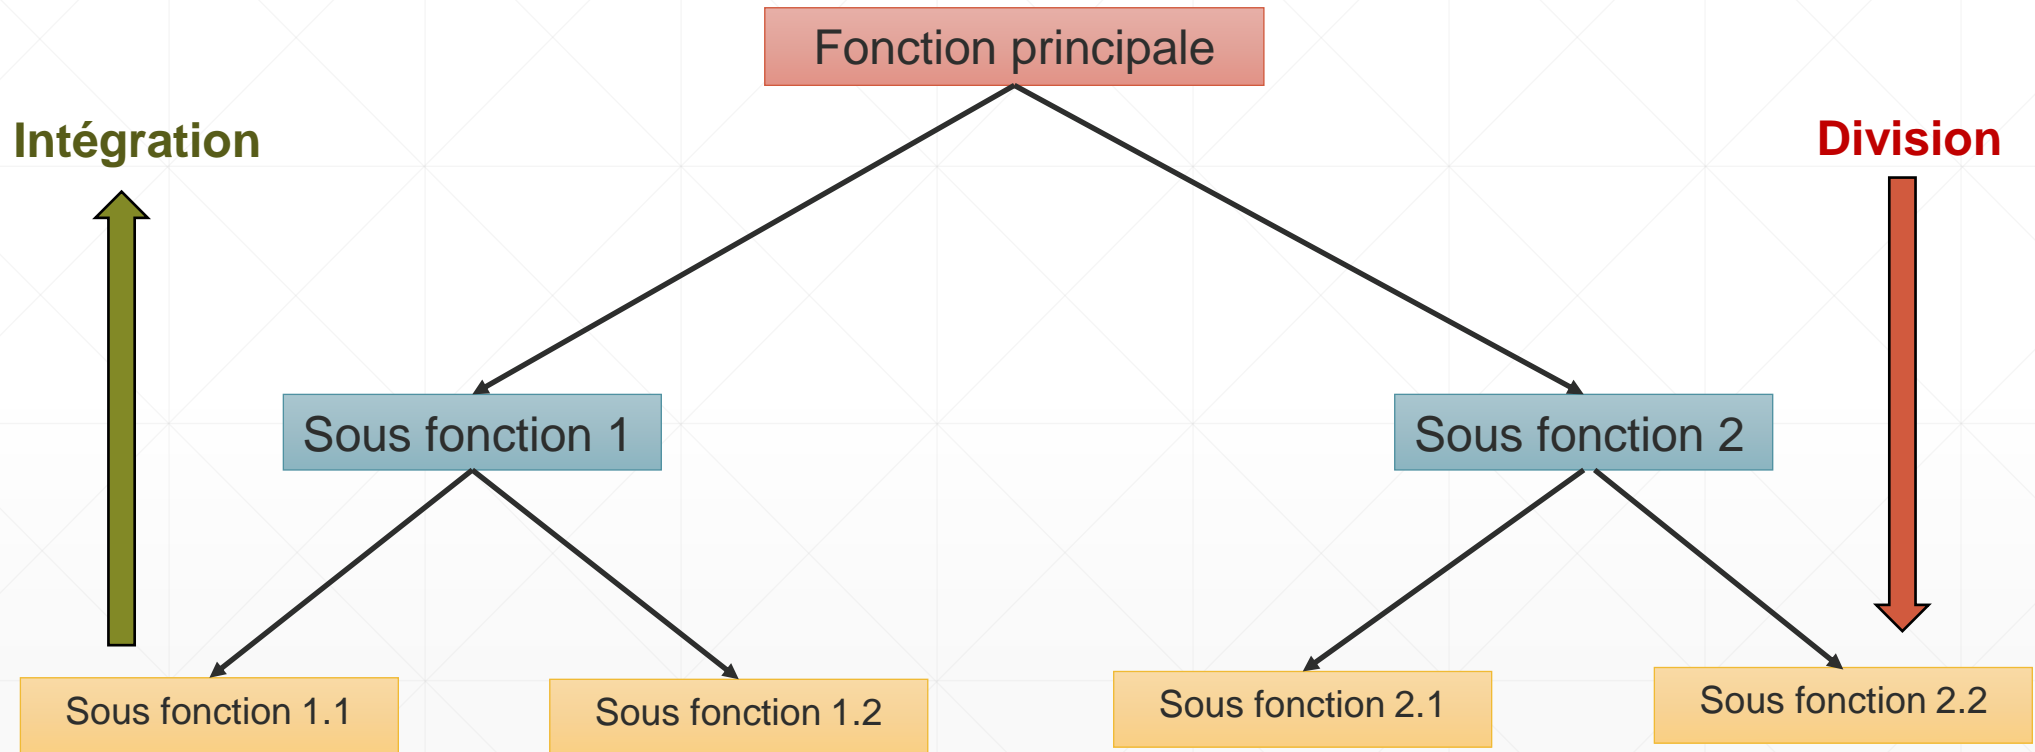 Fonction principale
Intégration
Division
Sous fonction 1
Sous fonction 2
Sous fonction 1.1
Sous fonction 1.2
Sous fonction 2.1
Sous fonction 2.2